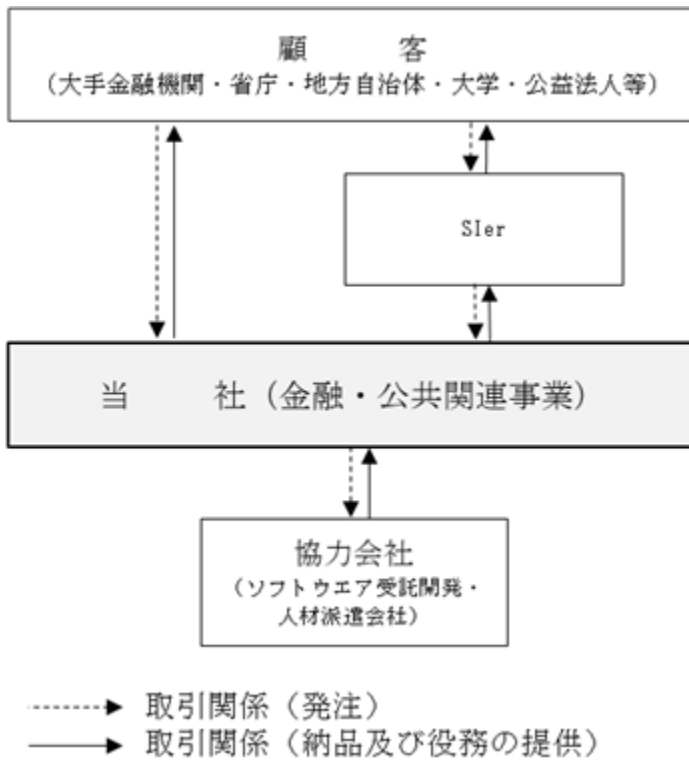 顧　　客
（大手金融機関・省庁・地方自治体・大学・公益法人等）
SIer
当　　社（金融・公共関連事業）
協力会社
（ソフトウエア受託開発・
人材派遣会社）
取引関係（発注）
取引関係（納品及び役務の提供）